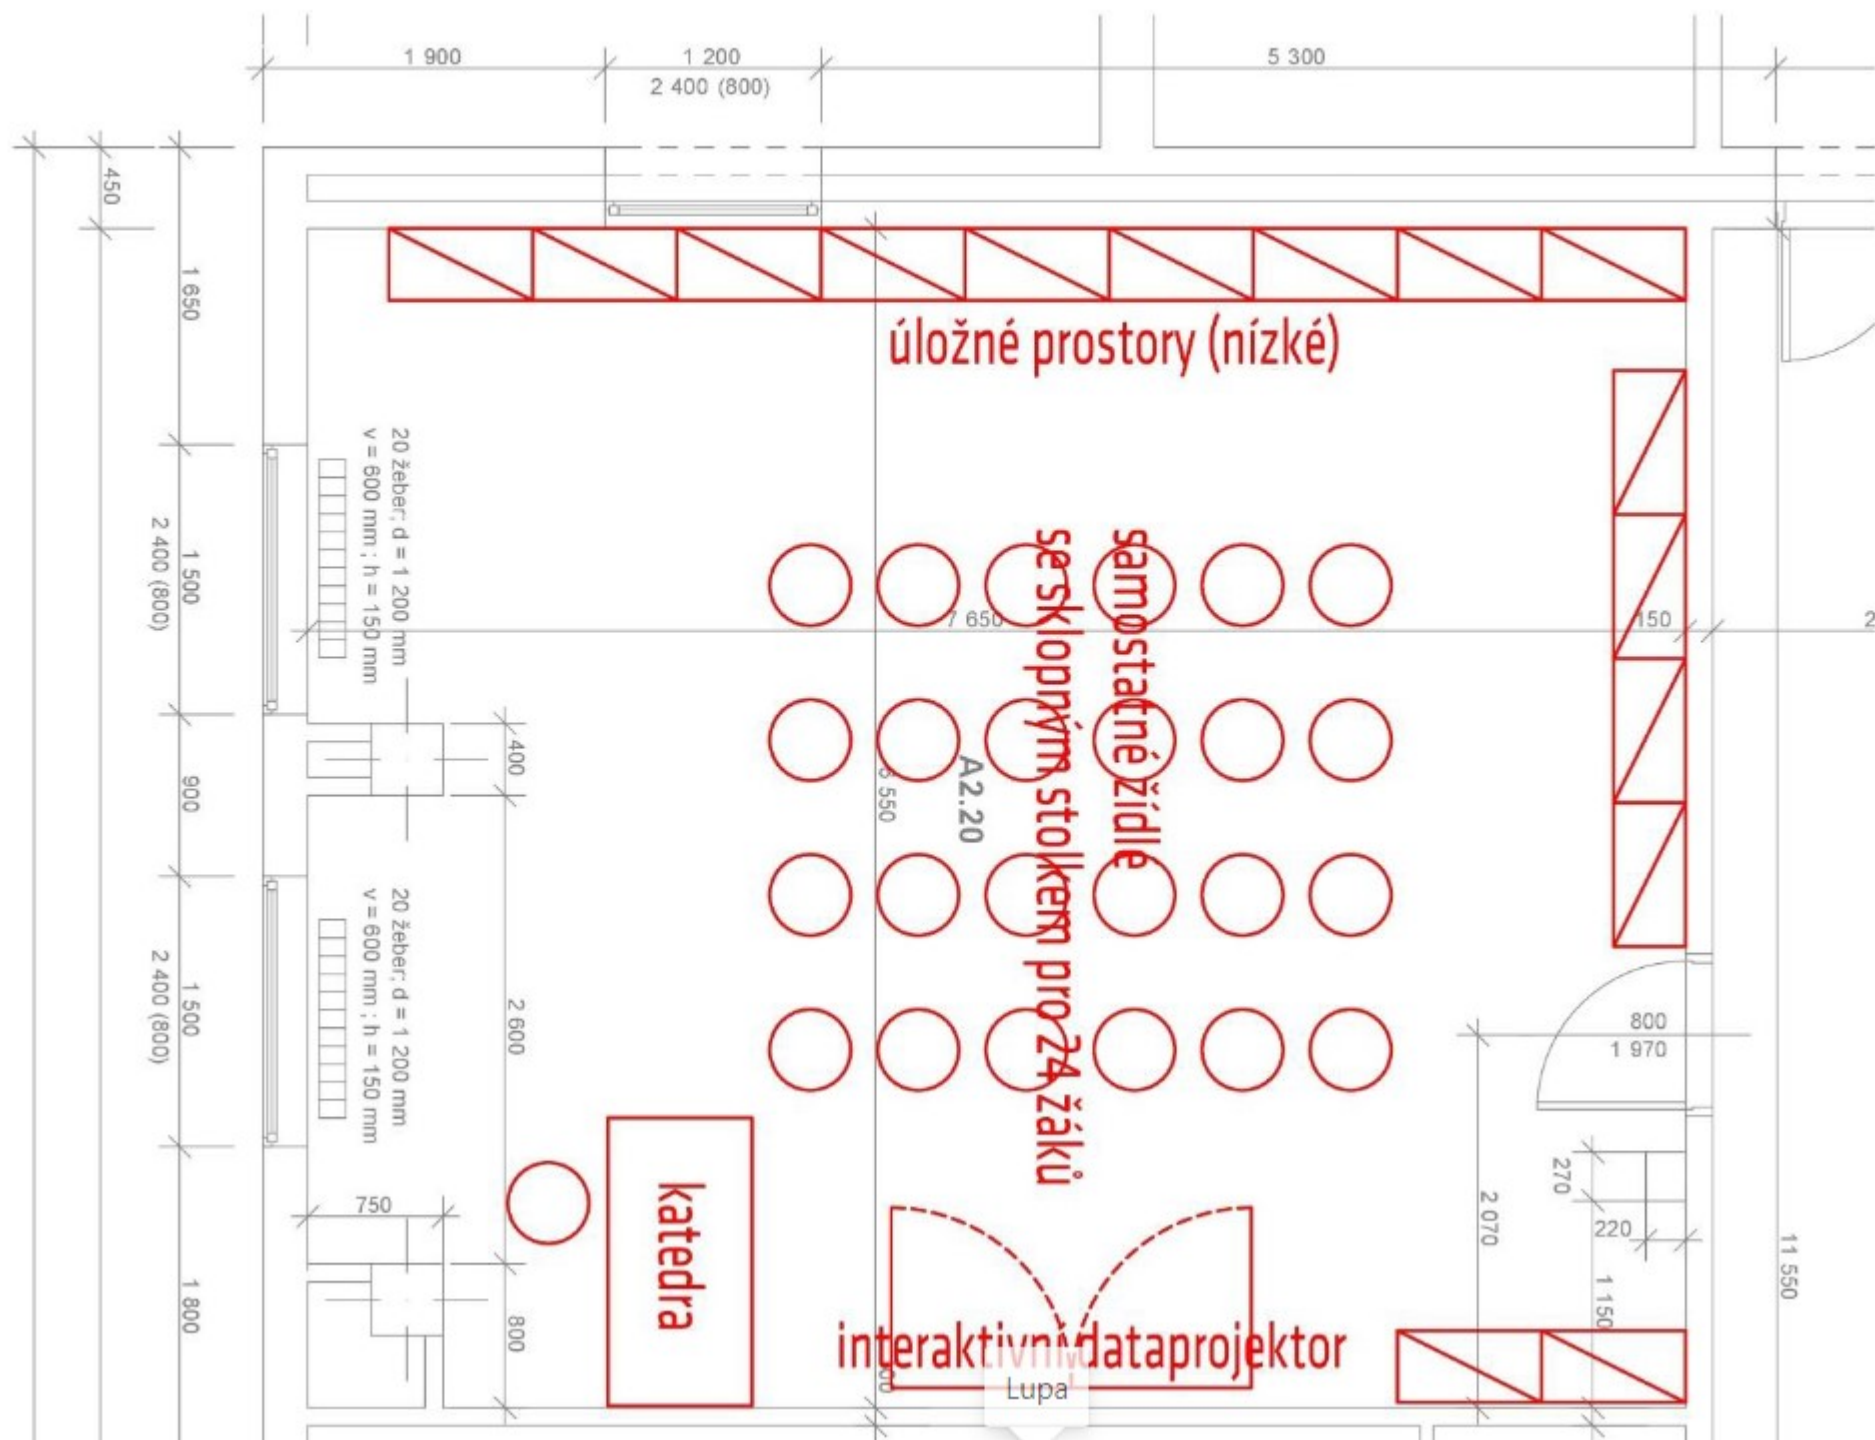 1 900
1 200
2 400 (800)
5 300
450
1 650
úložné prostory (nízké)
20 žeber; d = 1 200 mm
v = 600 mm ; h = 150 mm
2 400 (800)
1 500
7 650
150
samostatné židle
se sklopným stolkem pro 24 žáků
400
900
A2.20
20 žeber; d = 1 200 mm
v = 600 mm ; h = 150 mm
2 400 (800)
1 500
2 600
800
1 970
270
220
2 070
750
katedra
1 800
800
1 150
11 550
interaktivní dataprojektor
Lupa